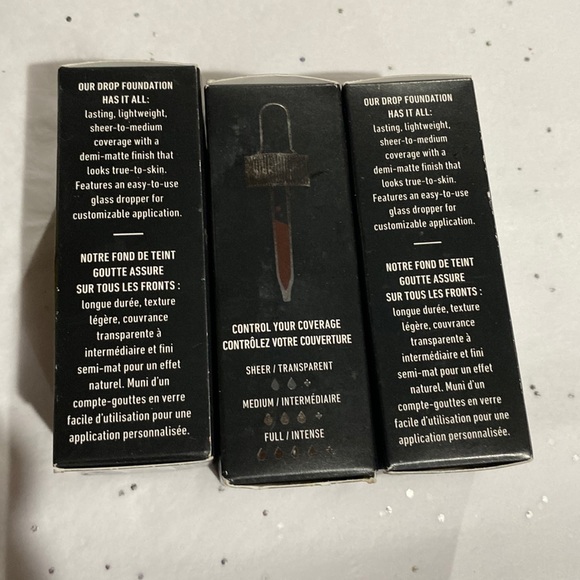 OUR DROP FOUNDATION
HAS IT ALL:
lasting, lightweight,
sheer-to-medium
coverage with a
demi-matte finish that
looks true-to-skin.
Features an easy-to-use
glass dropper for
customizable application.
NOTRE FOND DE TEINT
GOUTTE ASSURE
SUR TOUS LES FRONTS :
longue durée, texture
légère, couvrance
transparente à
intermédiaire et fini
semi-mat pour un effet
naturel. Muni d'un
compte-gouttes en verre
facile d'utilisation pour une
application personnalisée.
CONTROL YOUR COVERAGE
CONTRÔLEZ VOTRE COUVERTURE
SHEER / TRANSPARENT
MEDIUM / INTERMÉDIAIRE
FULL / INTENSE
OUR DROP FOUNDATION
HAS IT ALL:
lasting, lightweight,
sheer-to-medium
coverage with a
demi-matte finish that
looks true-to-skin.
Features an easy-to-use
glass dropper for
customizable application.
NOTRE FOND DE TEINT
GOUTTE ASSURE
SUR TOUS LES FRONTS :
longue durée, texture
légère, couvrance
transparente à
intermédiaire et fini
semi-mat pour un effet
naturel. Muni d'un
compte-gouttes en verre
facile d'utilisation pour une
application personnalisée.